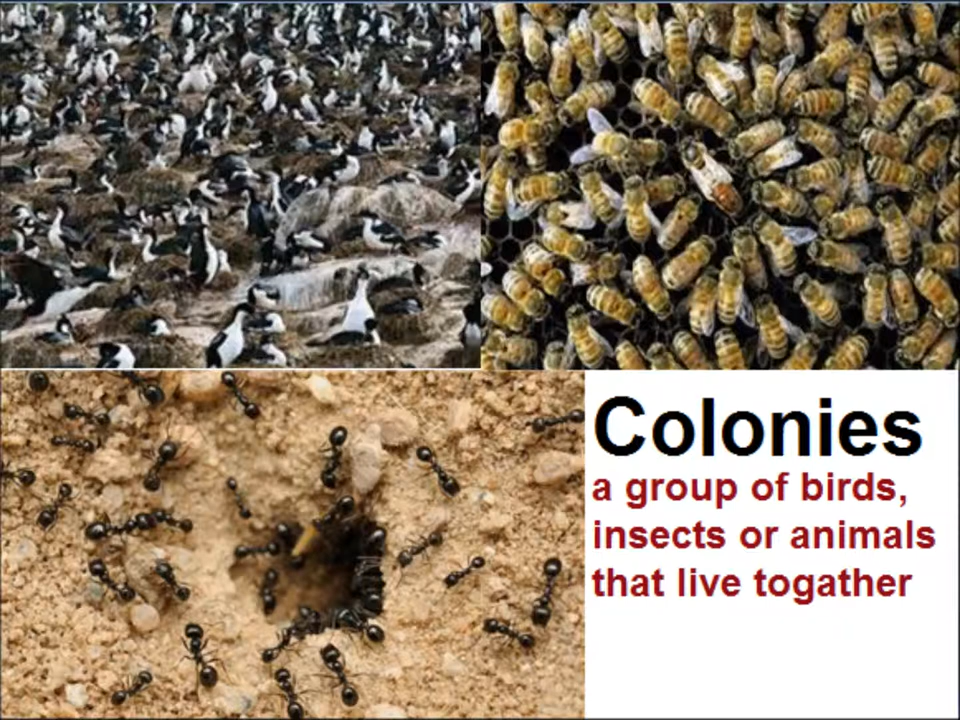 Colonies
a group of birds,
insects or animals
that live togather